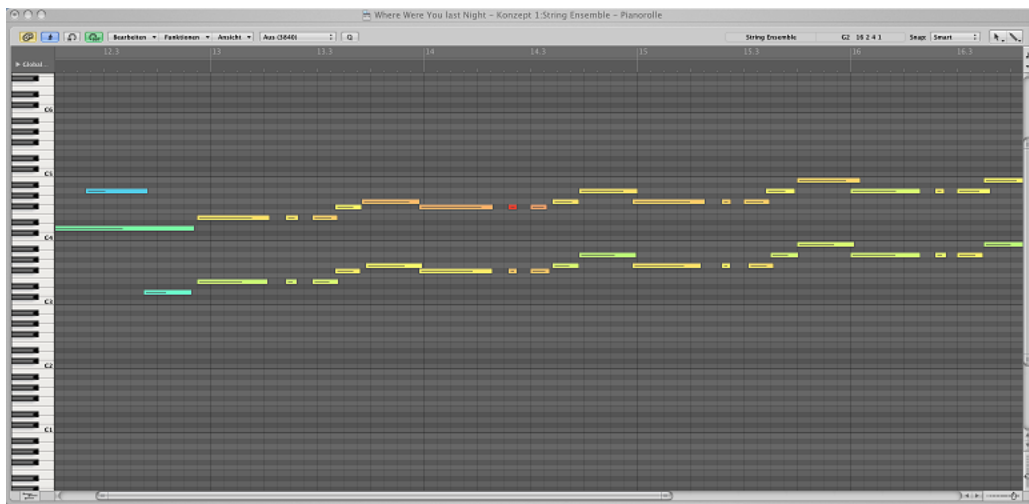 Where Were You last Night - Konzept 1:String Ensemble - Pianorolle
Bearbeiten Funktionen Ansicht Aus (3840) Q String Ensemble G2 16 2 4 1 Snap: Smart
12.3 13 13.3 14 14.3 15 15.3 16 16.3
Global...
C6
C5
C4
C3
C2
C1